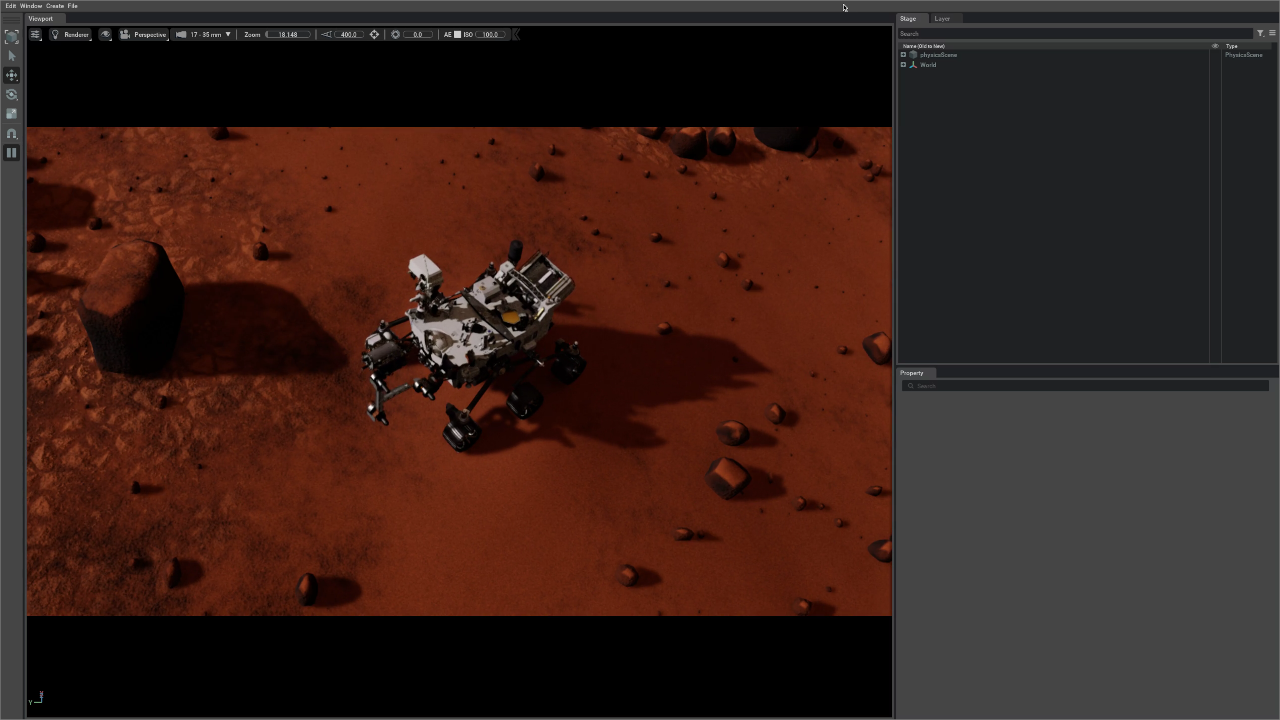 Edit Window Create File
Viewport
Renderer
Perspective
17 - 35 mm
Zoom 18.148
400.0
0.0
AE ISO 100.0
Stage Layer
Search
Name (Old to New) Type
physicsScene PhysicsScene
World
Property
Search
Y